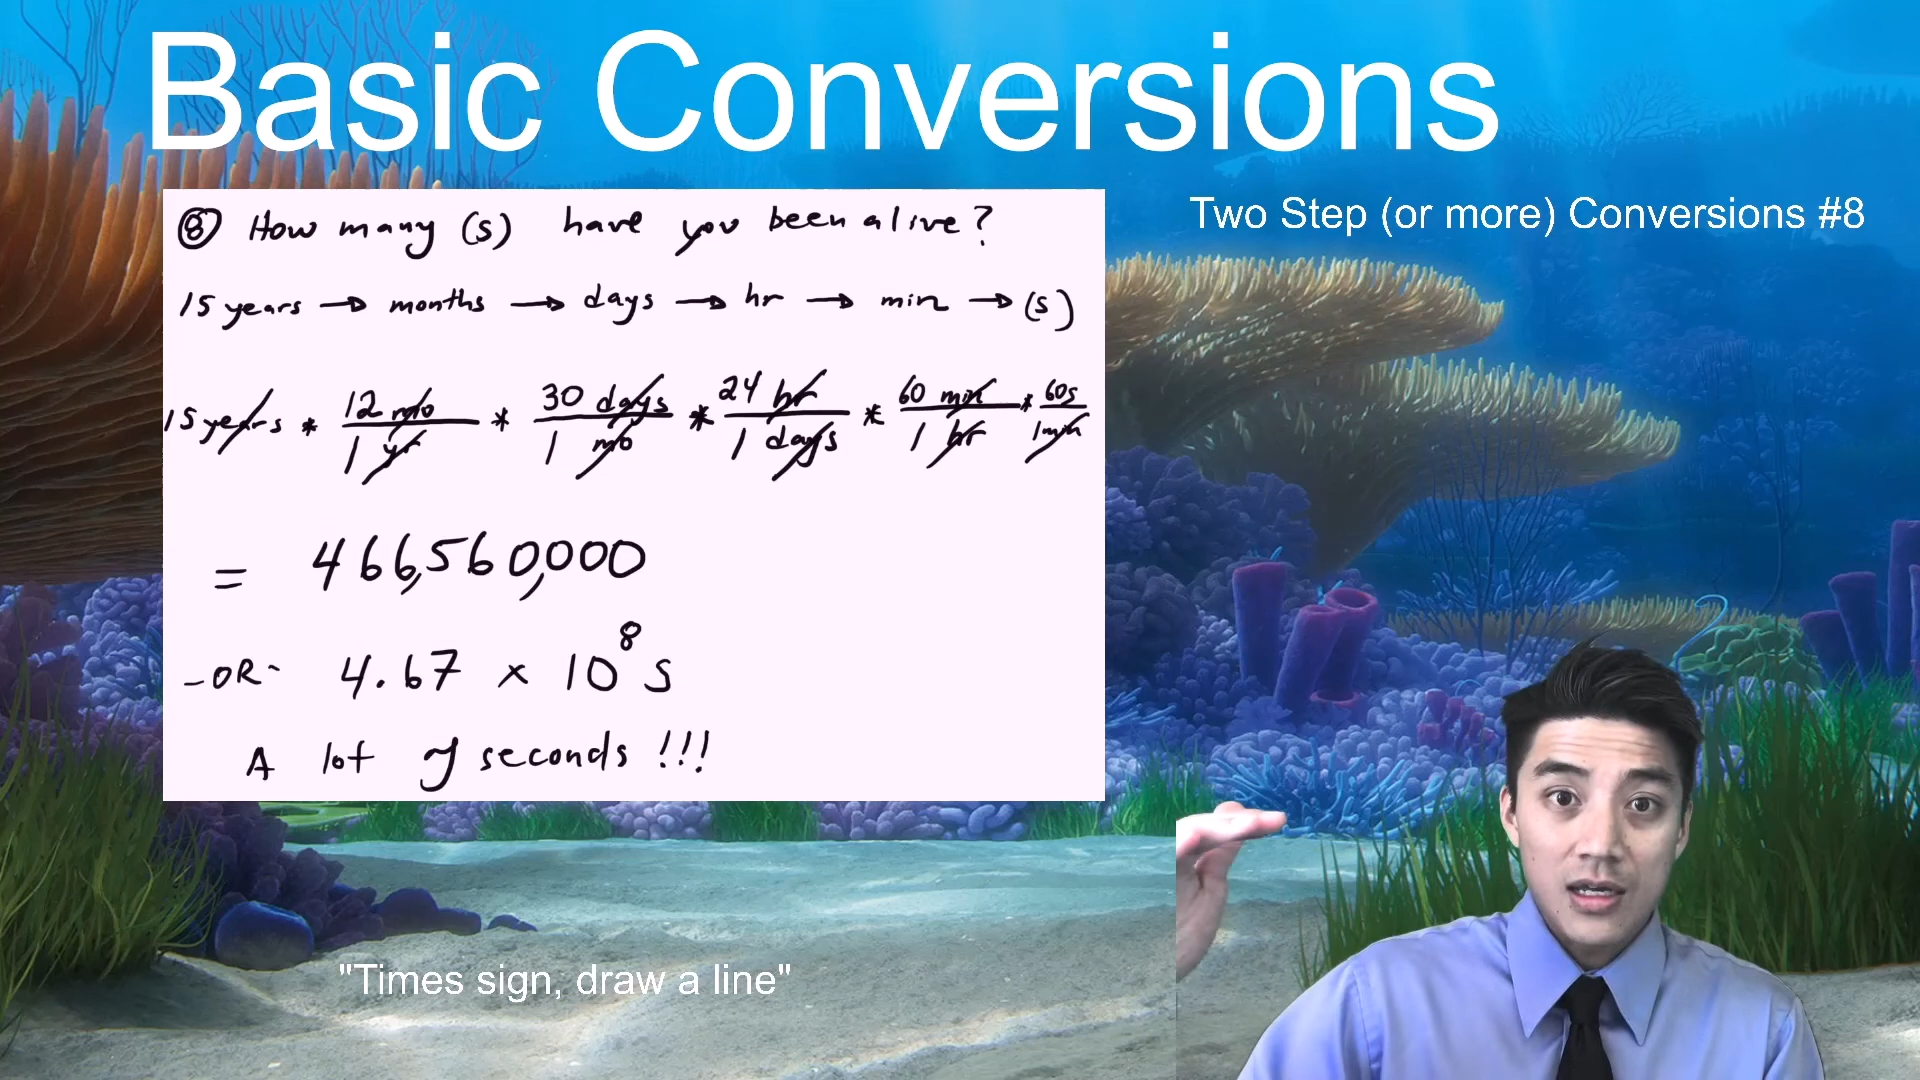 Basic Conversions
Two Step (or more) Conversions #8
⑧ How many (s) have you been alive?
15 years → months → days → hr → min → (s)
15 years * 12 mo / 1 yr * 30 days / 1 mo * 24 hr / 1 days * 60 min / 1 hr * 60s / 1min
= 466,560,000
-OR- 4.67 x 10^8 s
A lot of seconds !!!
"Times sign, draw a line"